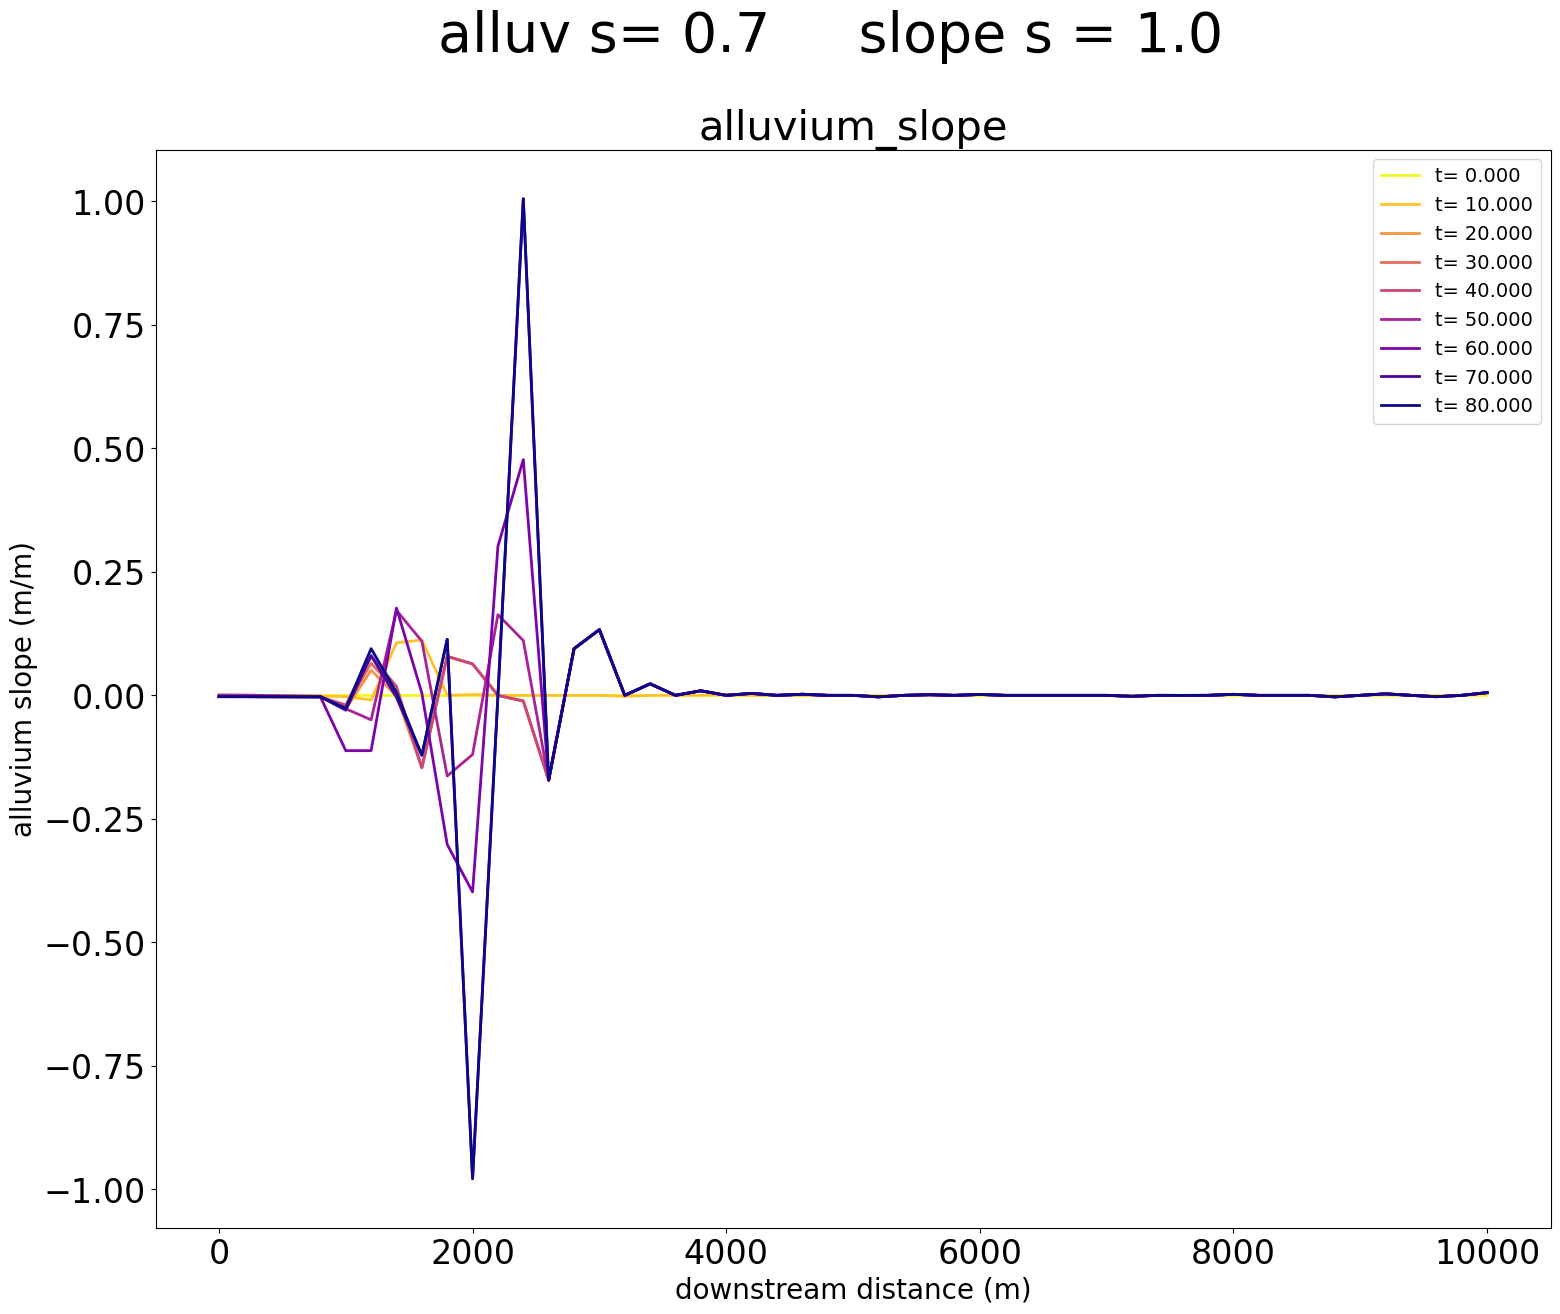 alluv s= 0.7 slope s = 1.0
alluvium_slope
t= 0.000
t= 10.000
t= 20.000
t= 30.000
t= 40.000
t= 50.000
t= 60.000
t= 70.000
t= 80.000
1.00
0.75
0.50
0.25
0.00
−0.25
−0.50
−0.75
−1.00
alluvium slope (m/m)
0 2000 4000 6000 8000 10000
downstream distance (m)